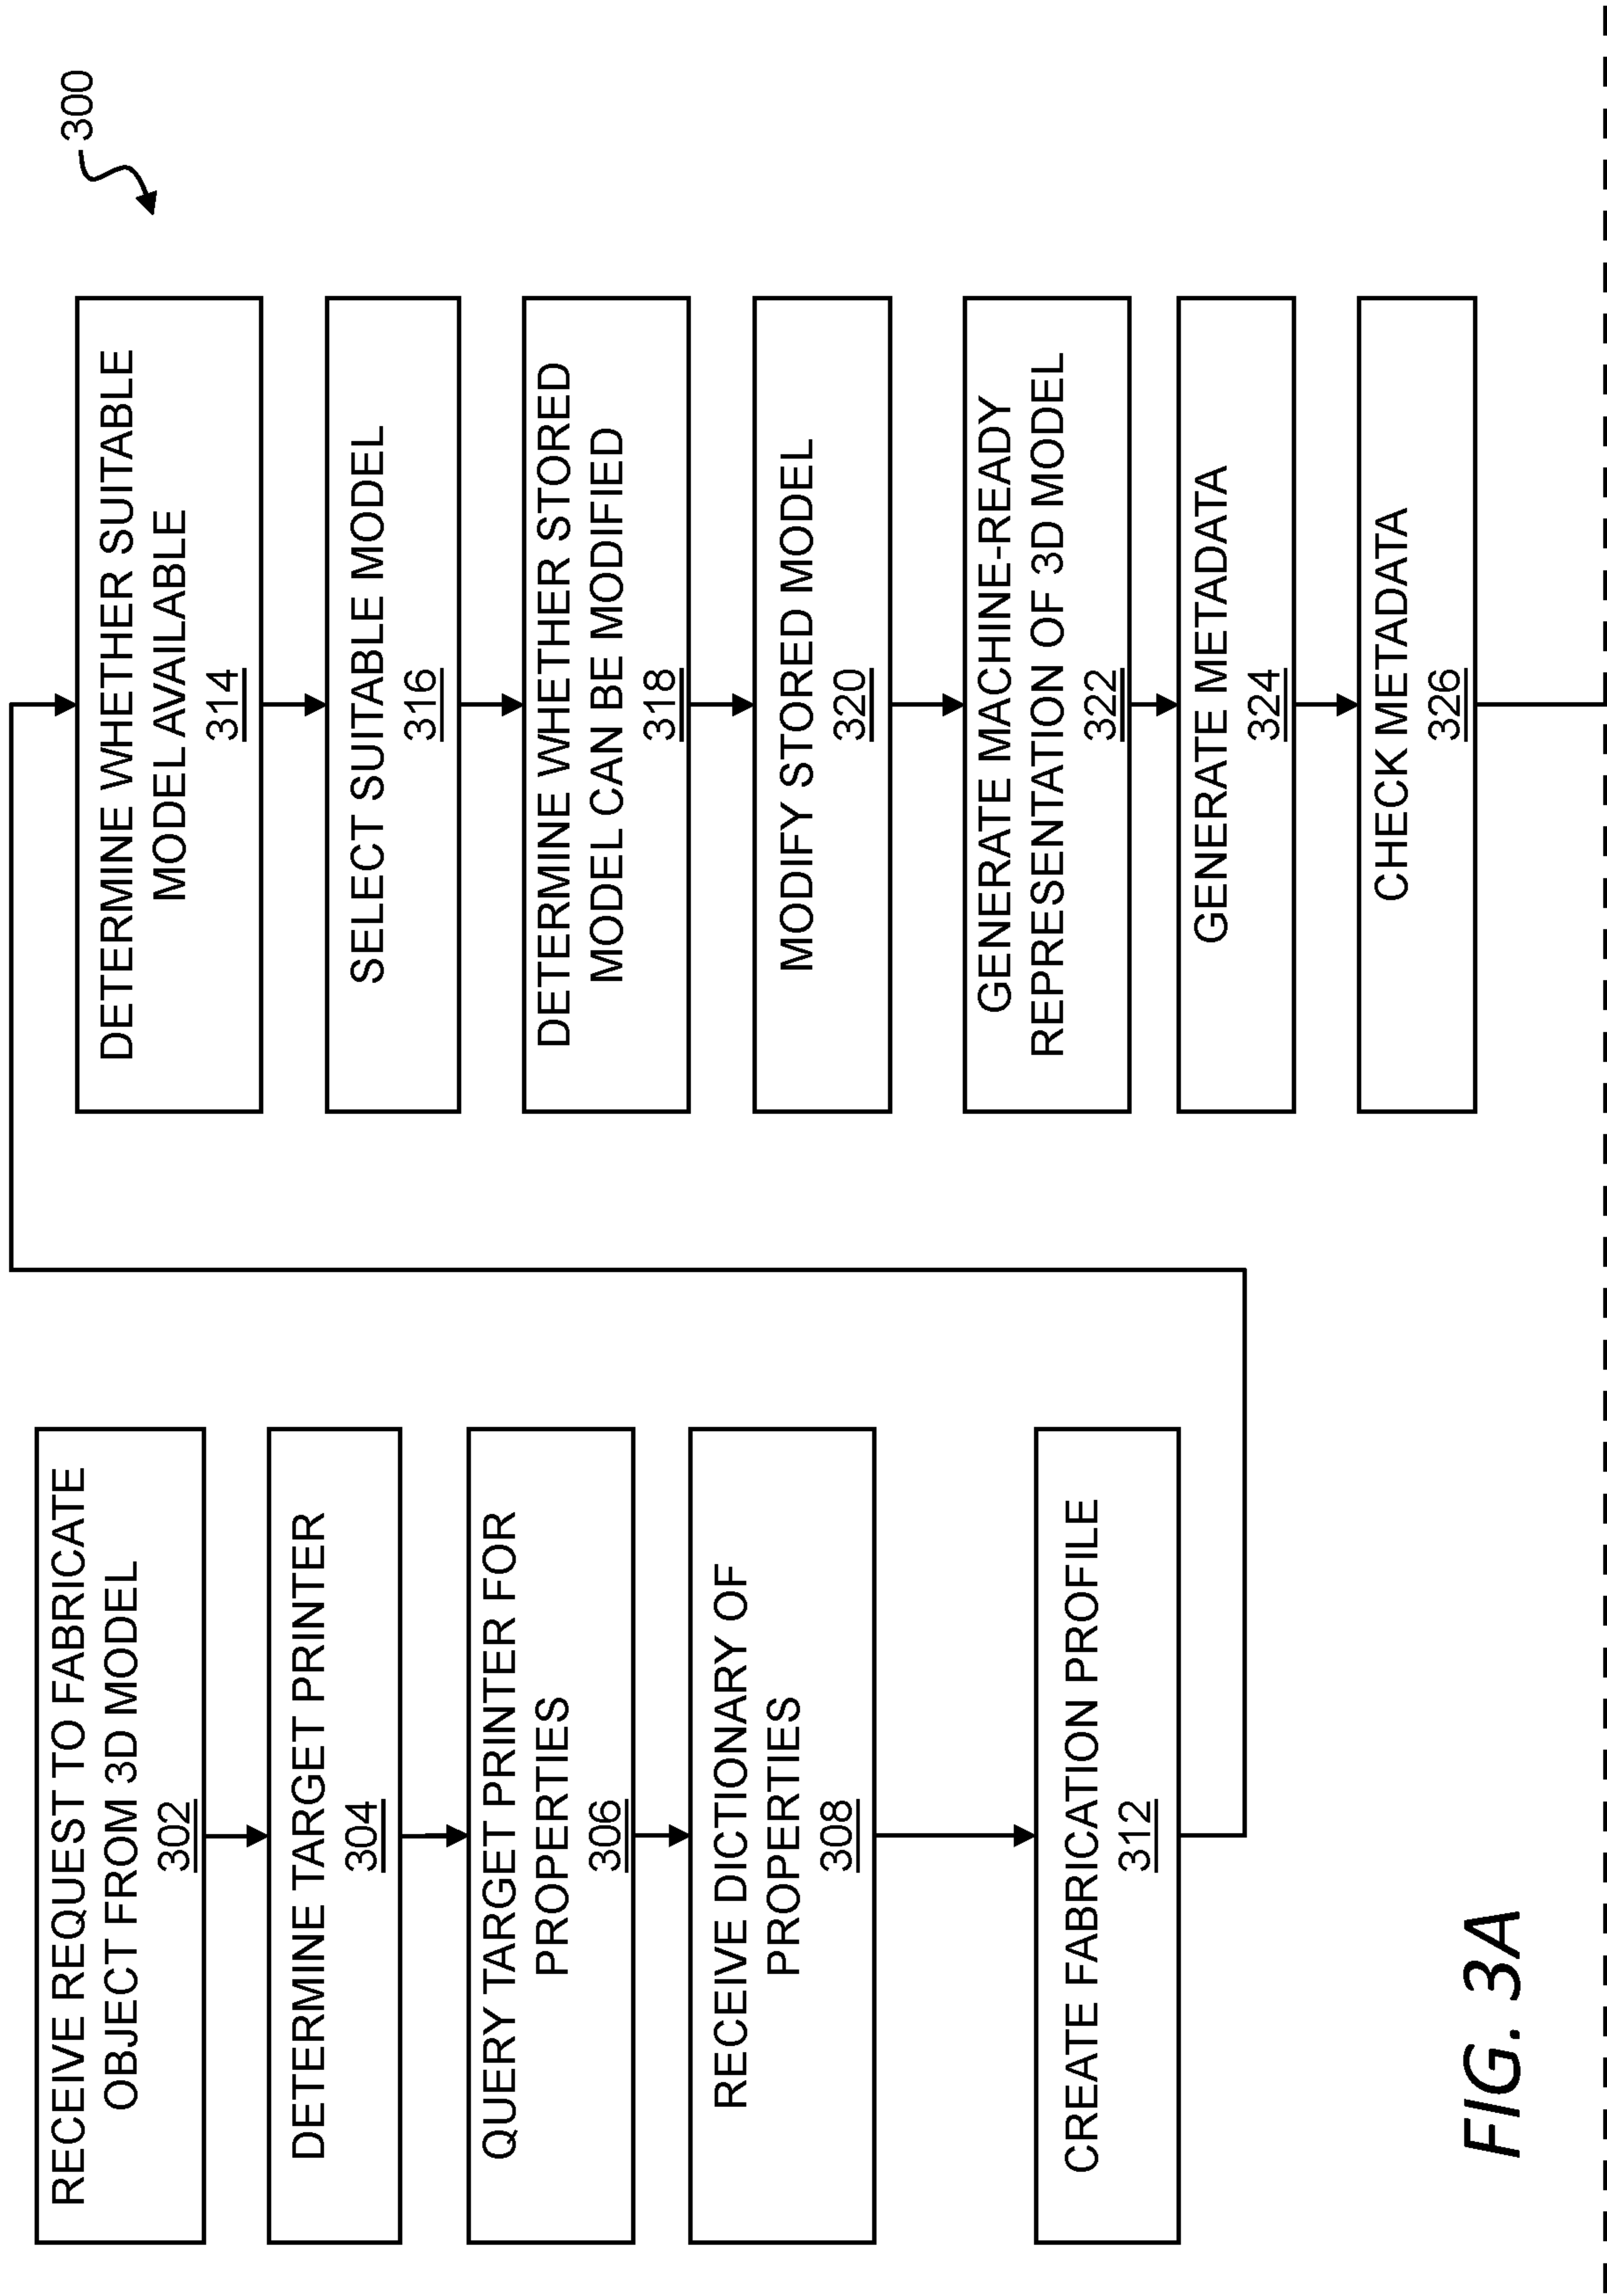 300
RECEIVE REQUEST TO FABRICATE
OBJECT FROM 3D MODEL
302
DETERMINE TARGET PRINTER
304
QUERY TARGET PRINTER FOR
PROPERTIES
306
RECEIVE DICTIONARY OF
PROPERTIES
308
CREATE FABRICATION PROFILE
312
DETERMINE WHETHER SUITABLE
MODEL AVAILABLE
314
SELECT SUITABLE MODEL
316
DETERMINE WHETHER STORED
MODEL CAN BE MODIFIED
318
MODIFY STORED MODEL
320
GENERATE MACHINE-READY
REPRESENTATION OF 3D MODEL
322
GENERATE METADATA
324
CHECK METADATA
326
FIG. 3A